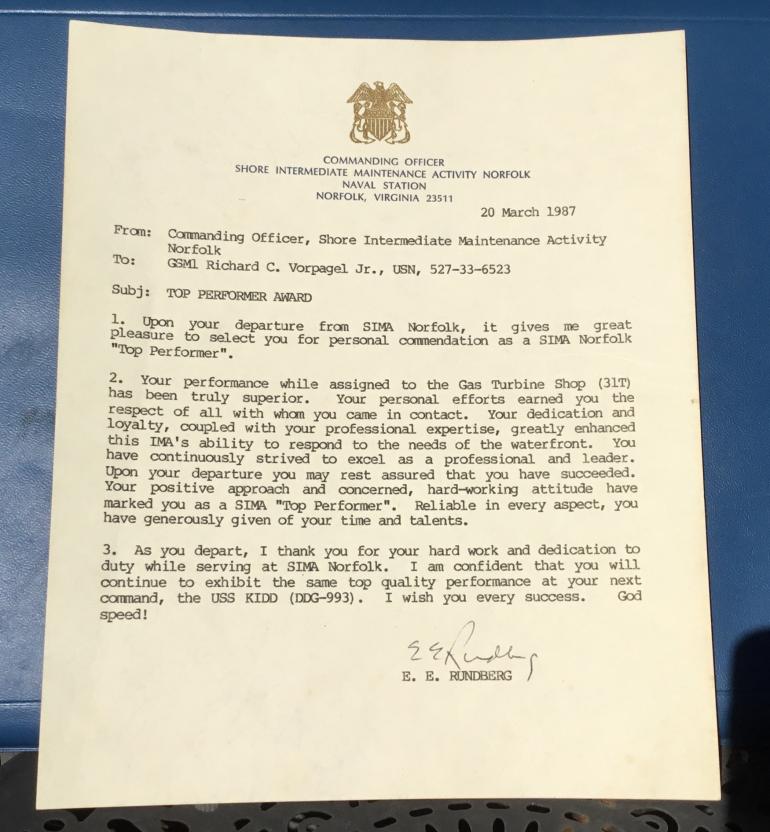 COMMANDING OFFICER
SHORE INTERMEDIATE MAINTENANCE ACTIVITY NORFOLK
NAVAL STATION
NORFOLK, VIRGINIA 23511
20 March 1987
From: Commanding Officer, Shore Intermediate Maintenance Activity
Norfolk
To: GSM1 Richard C. Vorpagel Jr., USN, 527-33-6523
Subj: TOP PERFORMER AWARD
1. Upon your departure from SIMA Norfolk, it gives me great
pleasure to select you for personal commendation as a SIMA Norfolk
"Top Performer".
2. Your performance while assigned to the Gas Turbine Shop (31T)
has been truly superior. Your personal efforts earned you the
respect of all with whom you came in contact. Your dedication and
loyalty, coupled with your professional expertise, greatly enhanced
this IMA's ability to respond to the needs of the waterfront. You
have continuously strived to excel as a professional and leader.
Upon your departure you may rest assured that you have succeeded.
Your positive approach and concerned, hard-working attitude have
marked you as a SIMA "Top Performer". Reliable in every aspect, you
have generously given of your time and talents.
3. As you depart, I thank you for your hard work and dedication to
duty while serving at SIMA Norfolk. I am confident that you will
continue to exhibit the same top quality performance at your next
command, the USS KIDD (DDG-993). I wish you every success. God
speed!
E E Rundberg
E. E. RUNDBERG